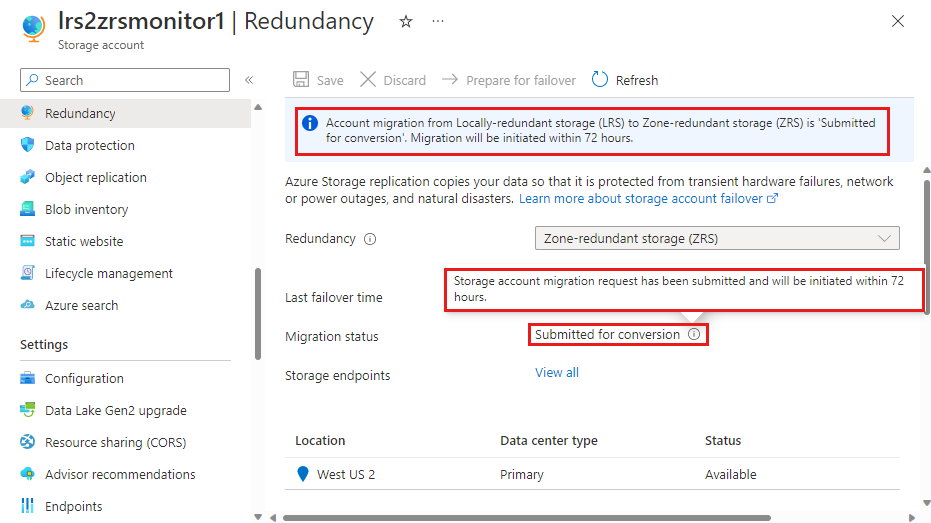 lrs2zrsmonitor1 | Redundancy
Storage account
Search
Redundancy
Data protection
Object replication
Blob inventory
Static website
Lifecycle management
Azure search
Settings
Configuration
Data Lake Gen2 upgrade
Resource sharing (CORS)
Advisor recommendations
Endpoints
Save Discard Prepare for failover Refresh
Account migration from Locally-redundant storage (LRS) to Zone-redundant storage (ZRS) is 'Submitted
for conversion'. Migration will be initiated within 72 hours.
Azure Storage replication copies your data so that it is protected from transient hardware failures, network
or power outages, and natural disasters. Learn more about storage account failover
Redundancy Zone-redundant storage (ZRS)
Storage account migration request has been submitted and will be initiated within 72
hours.
Last failover time
Migration status Submitted for conversion
Storage endpoints View all
Location Data center type Status
West US 2 Primary Available